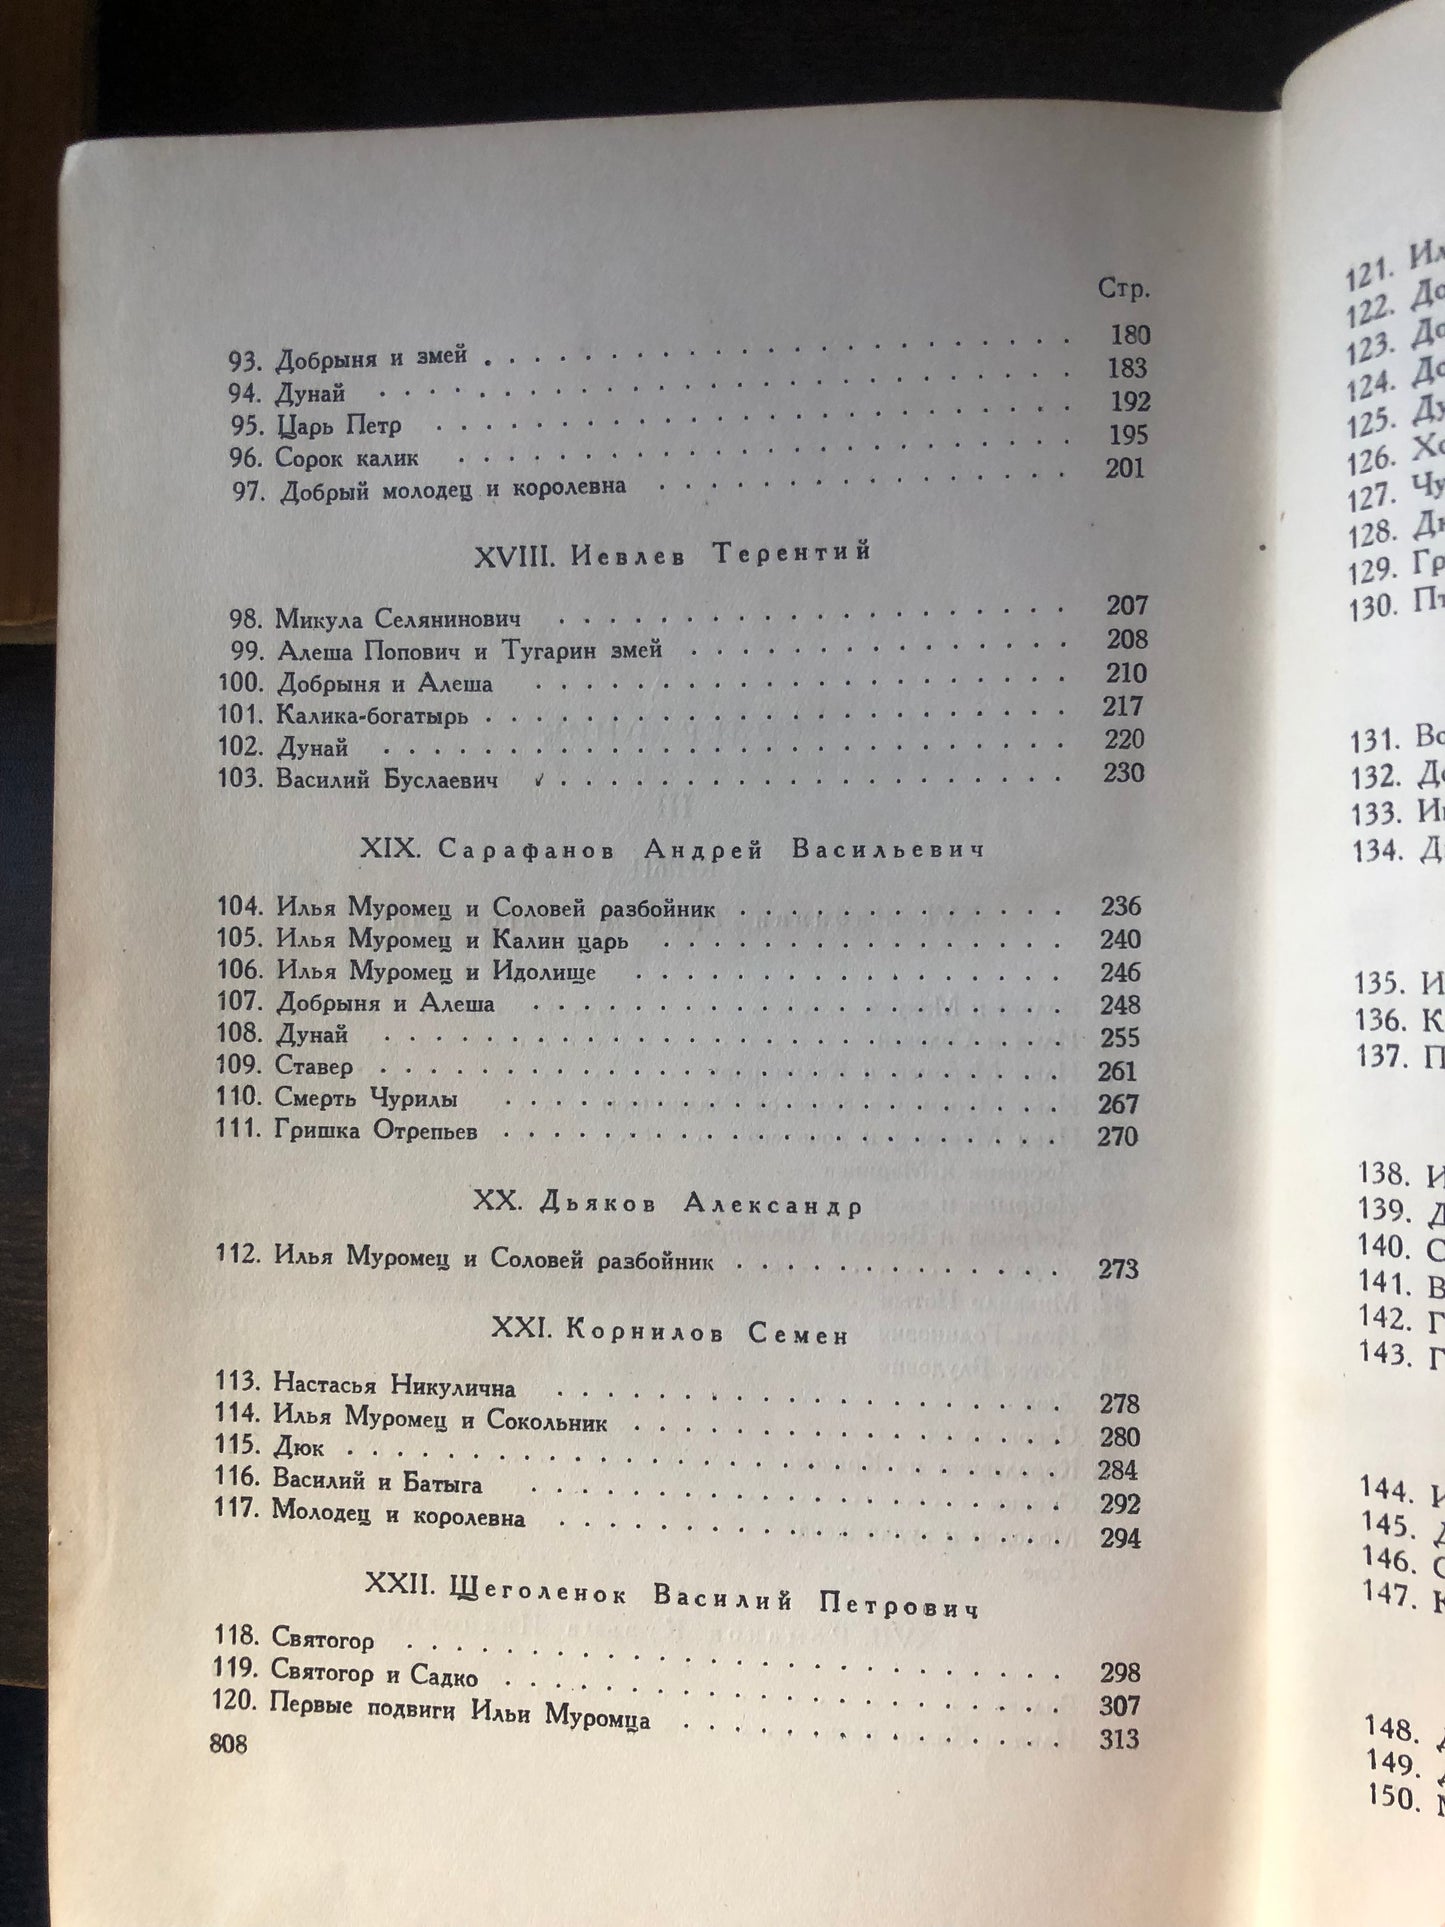 Стр.
93. Добрыня и змей . . . . . . . . . . . . . . . . . . . . . . . 180
94. Дунай . . . . . . . . . . . . . . . . . . . . . . . . . . . 183
95. Царь Петр . . . . . . . . . . . . . . . . . . . . . . . . . 192
96. Сорок калик . . . . . . . . . . . . . . . . . . . . . . . . 195
97. Добрый молодец и королевна . . . . . . . . . . . . . . . . 201
XVIII. Иевлев Терентий
98. Микула Селянинович . . . . . . . . . . . . . . . . . . . . 207
99. Алеша Попович и Тугарин змей . . . . . . . . . . . . . . . 208
100. Добрыня и Алеша . . . . . . . . . . . . . . . . . . . . . 210
101. Калика-богатырь . . . . . . . . . . . . . . . . . . . . . 217
102. Дунай . . . . . . . . . . . . . . . . . . . . . . . . . . 220
103. Василий Буслаевич . . . . . . . . . . . . . . . . . . . . 230
XIX. Сарафанов Андрей Васильевич
104. Илья Муромец и Соловей разбойник . . . . . . . . . . . . . 236
105. Илья Муромец и Калин царь . . . . . . . . . . . . . . . . 240
106. Илья Муромец и Идолище . . . . . . . . . . . . . . . . . . 246
107. Добрыня и Алеша . . . . . . . . . . . . . . . . . . . . . 248
108. Дунай . . . . . . . . . . . . . . . . . . . . . . . . . . 255
109. Ставер . . . . . . . . . . . . . . . . . . . . . . . . . . 261
110. Смерть Чурилы . . . . . . . . . . . . . . . . . . . . . . 267
111. Гришка Отрепьев . . . . . . . . . . . . . . . . . . . . . 270
XX. Дьяков Александр
112. Илья Муромец и Соловей разбойник . . . . . . . . . . . . . 273
XXI. Корнилов Семен
113. Настасья Никулична . . . . . . . . . . . . . . . . . . . . 278
114. Илья Муромец и Сокольник . . . . . . . . . . . . . . . . . 280
115. Дюк . . . . . . . . . . . . . . . . . . . . . . . . . . . 284
116. Василий и Батыга . . . . . . . . . . . . . . . . . . . . . 292
117. Молодец и королевна . . . . . . . . . . . . . . . . . . . 294
XXII. Щеголенок Василий Петрович
118. Святогор . . . . . . . . . . . . . . . . . . . . . . . . . 298
119. Святогор и Садко . . . . . . . . . . . . . . . . . . . . . 307
120. Первые подвиги Ильи Муромца . . . . . . . . . . . . . . . 313
808
121.
122.
123.
124.
125.
126.
127.
128.
129.
130.
131.
132.
133.
134.
135.
136.
137.
138.
139.
140.
141.
142.
143.
144.
145.
146.
147.
148.
149.
150.